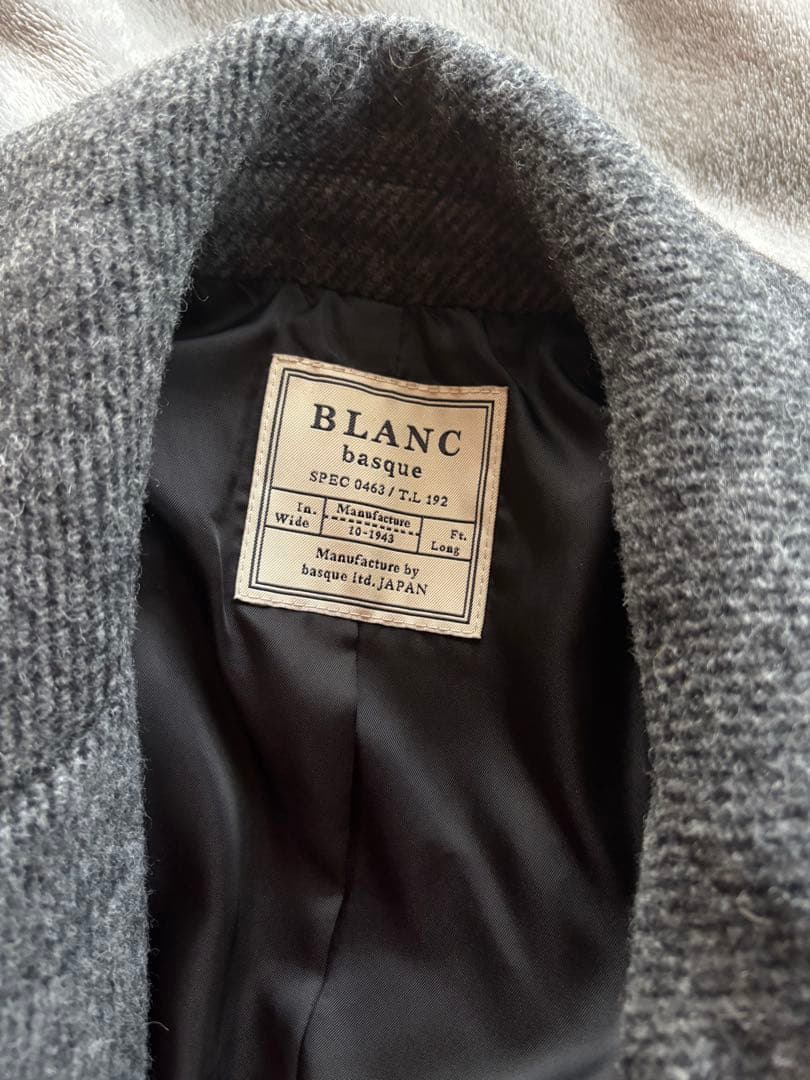 BLANC
basque
SPEC 0463 / T.L 192
In. Wide
Manufacture
10-1943
Ft. Long
Manufacture by
basque ltd. JAPAN